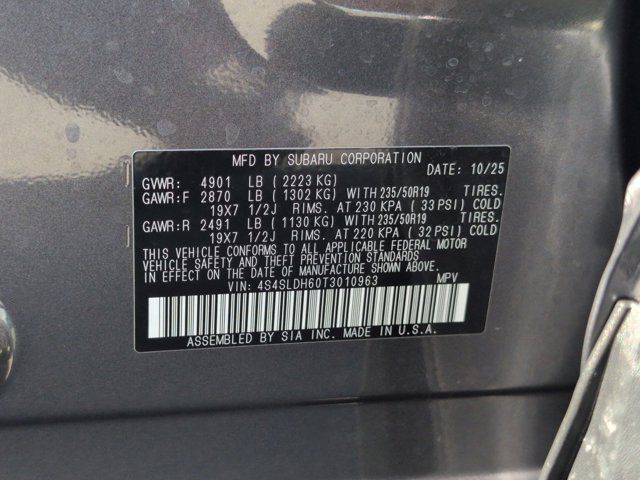 MFD BY SUBARU CORPORATION
DATE: 10/25
GVWR: 4901 LB ( 2223 KG)
GAWR:F 2870 LB ( 1302 KG) WITH 235/50R19 TIRES.
19X7 1/2J RIMS. AT 230 KPA ( 33 PSI) COLD
GAWR:R 2491 LB ( 1130 KG) WITH 235/50R19 TIRES.
19X7 1/2J RIMS. AT 220 KPA ( 32 PSI) COLD
THIS VEHICLE CONFORMS TO ALL APPLICABLE FEDERAL MOTOR
VEHICLE SAFETY AND THEFT PREVENTION STANDARDS
IN EFFECT ON THE DATE OF MANUFACTURE SHOWN ABOVE.
VIN: 4S4SLDH60T3010963 MPV
ASSEMBLED BY SIA INC. MADE IN U.S.A.